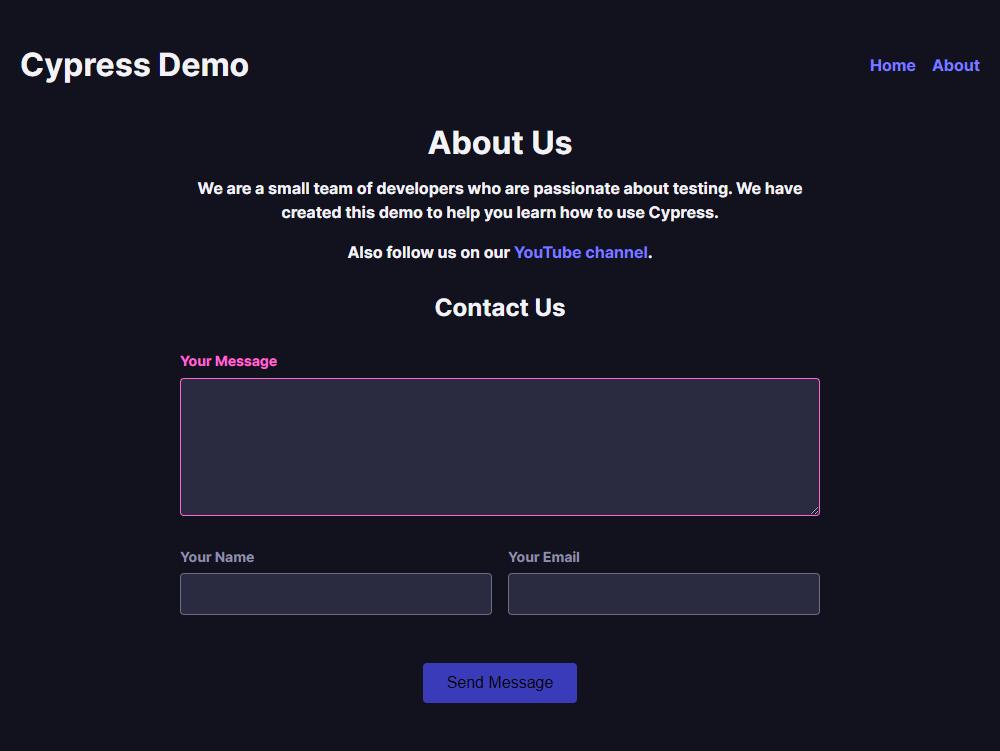 Cypress Demo
Home About
About Us
We are a small team of developers who are passionate about testing. We have
created this demo to help you learn how to use Cypress.
Also follow us on our YouTube channel.
Contact Us
Your Message
Your Name Your Email
Send Message